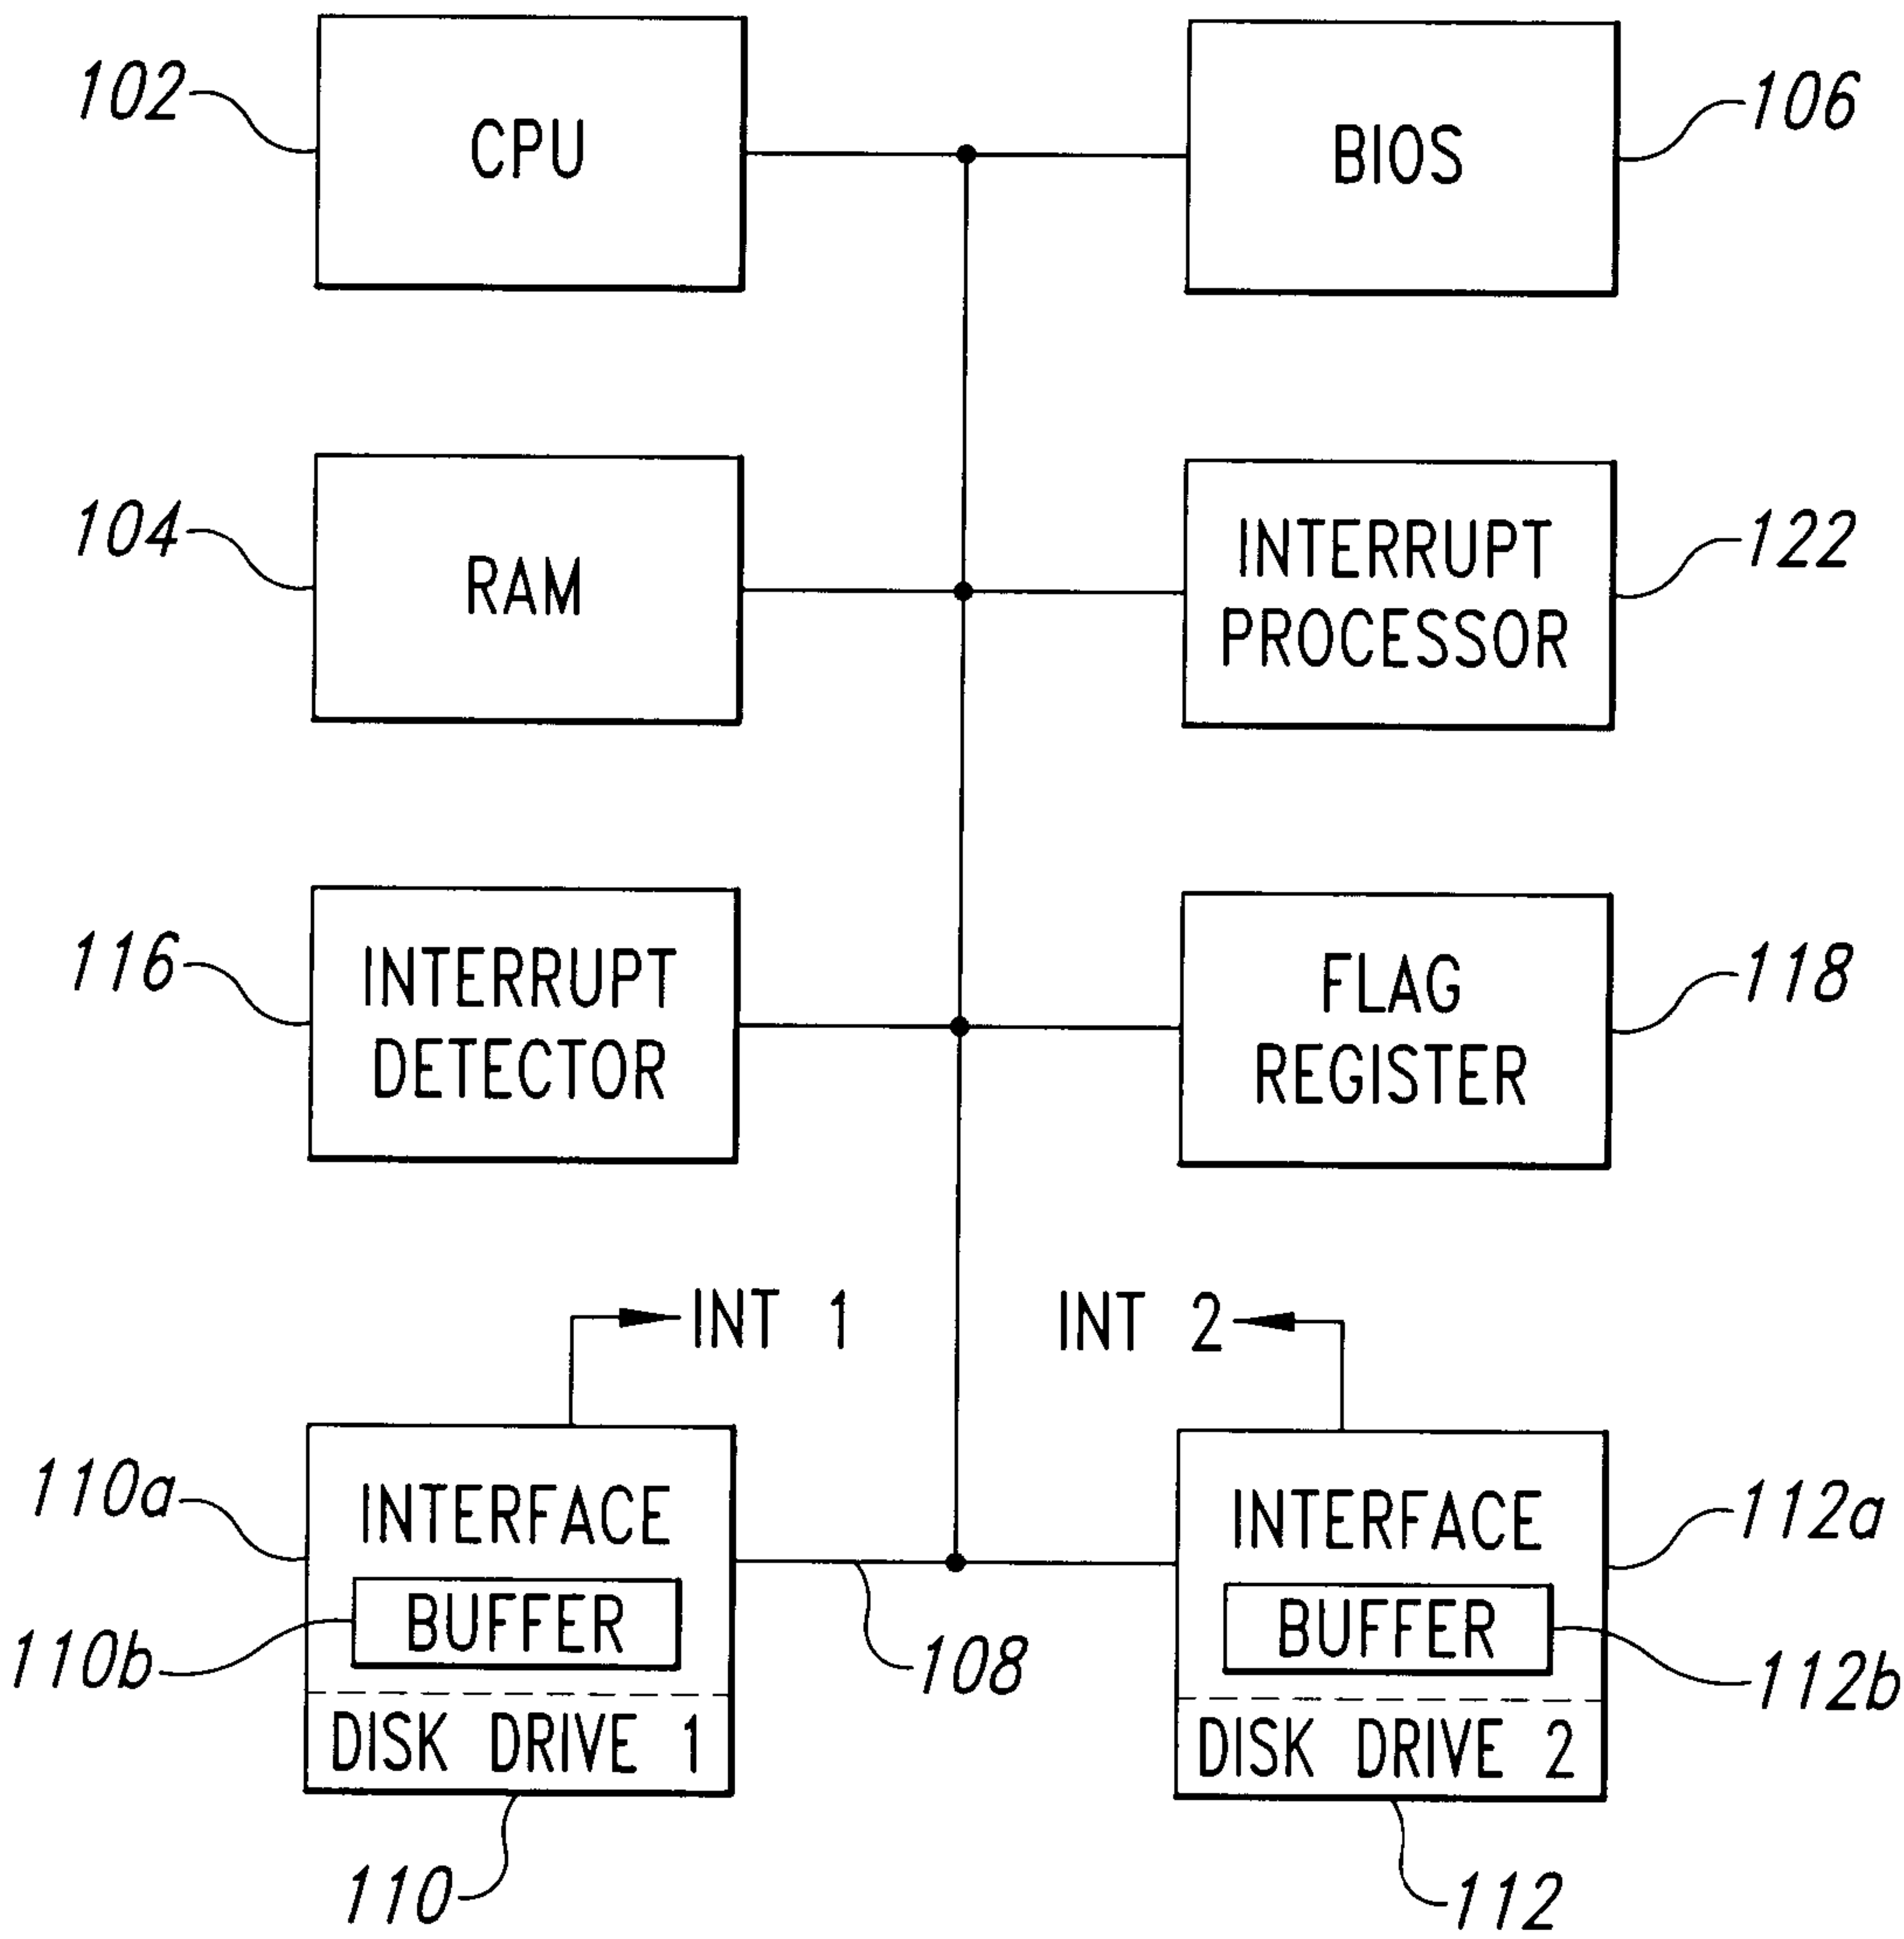 102
CPU
BIOS
106
104
RAM
INTERRUPT
PROCESSOR
122
116
INTERRUPT
DETECTOR
FLAG
REGISTER
118
INT 1
INT 2
110a
INTERFACE
BUFFER
110b
DISK DRIVE 1
110
108
INTERFACE
112a
BUFFER
112b
DISK DRIVE 2
112